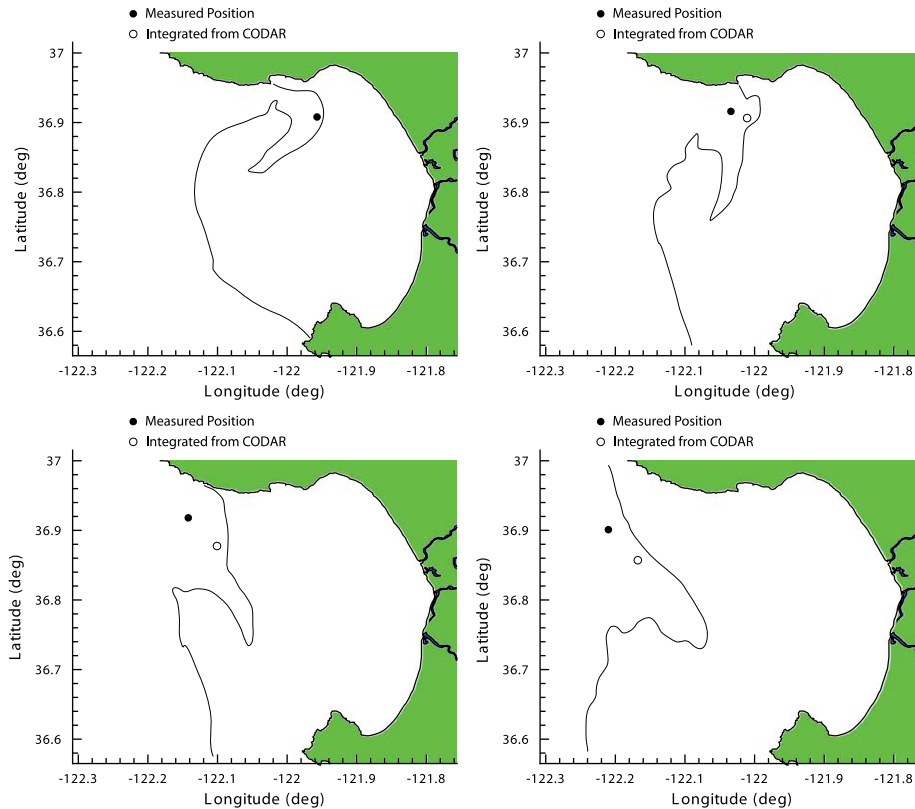 ● Measured Position
○ Integrated from CODAR
37
36.9
36.8
36.7
36.6
Latitude (deg)
-122.3 -122.2 -122.1 -122 -121.9 -121.8
Longitude (deg)
● Measured Position
○ Integrated from CODAR
37
36.9
36.8
36.7
36.6
Latitude (deg)
-122.3 -122.2 -122.1 -122 -121.9 -121.8
Longitude (deg)
● Measured Position
○ Integrated from CODAR
37
36.9
36.8
36.7
36.6
Latitude (deg)
-122.3 -122.2 -122.1 -122 -121.9 -121.8
Longitude (deg)
● Measured Position
○ Integrated from CODAR
37
36.9
36.8
36.7
36.6
Latitude (deg)
-122.3 -122.2 -122.1 -122 -121.9 -121.8
Longitude (deg)